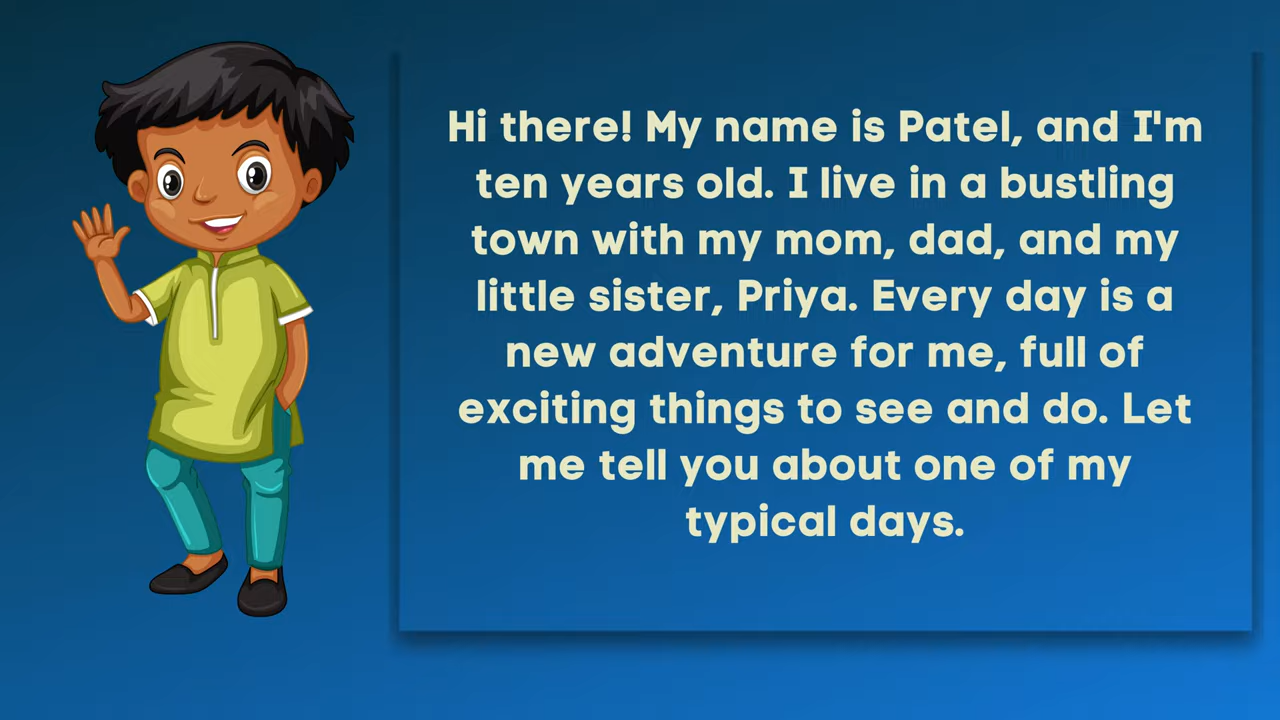 Hi there! My name is Patel, and I'm
ten years old. I live in a bustling
town with my mom, dad, and my
little sister, Priya. Every day is a
new adventure for me, full of
exciting things to see and do. Let
me tell you about one of my
typical days.